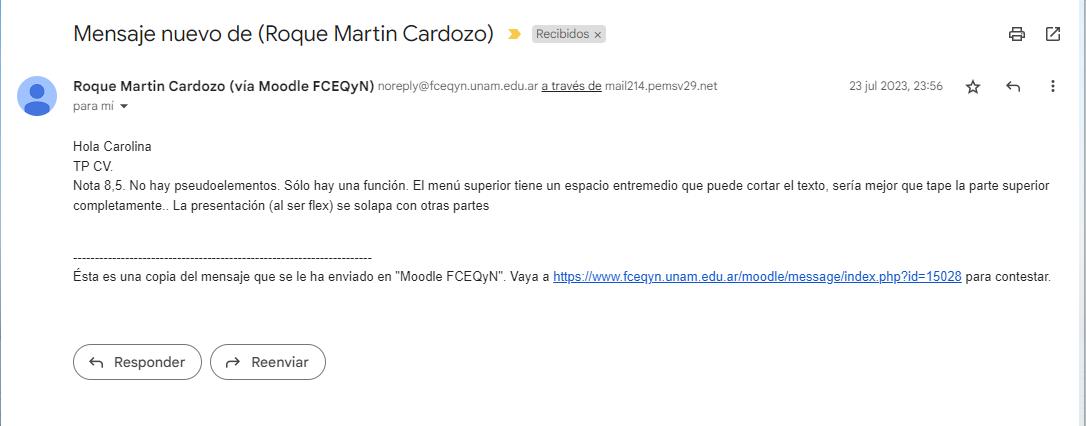 Mensaje nuevo de (Roque Martin Cardozo) Recibidos ×
Roque Martin Cardozo (vía Moodle FCEQyN) noreply@fceqyn.unam.edu.ar a través de mail214.pemsv29.net 23 jul 2023, 23:56
para mí
Hola Carolina
TP CV.
Nota 8,5. No hay pseudoelementos. Sólo hay una función. El menú superior tiene un espacio entremedio que puede cortar el texto, sería mejor que tape la parte superior
completamente.. La presentación (al ser flex) se solapa con otras partes
---------------------------------------------------------------------
Ésta es una copia del mensaje que se le ha enviado en "Moodle FCEQyN". Vaya a https://www.fceqyn.unam.edu.ar/moodle/message/index.php?id=15028 para contestar.
Responder Reenviar